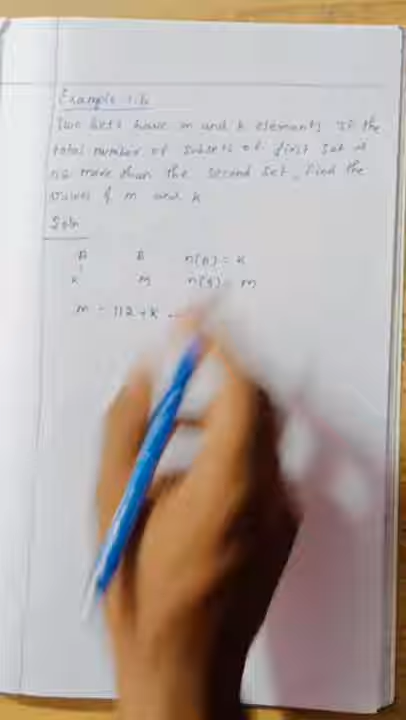 Example 1.
Two sets have m and k elements. If the
total number of subsets of first set is
112 more than the second set, Find the
values of m and k
Soln
A B n(A) = k
k M n(B) = m
m = 112 + k